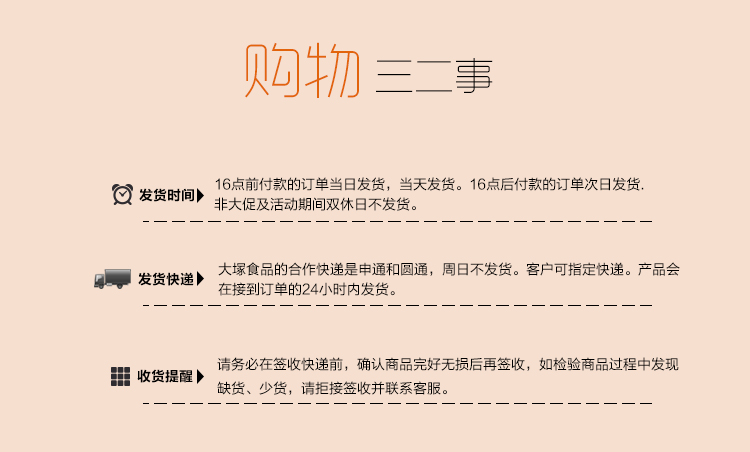 购物 三二事
发货时间
16点前付款的订单当日发货，当天发货。16点后付款的订单次日发货.
非大促及活动期间双休日不发货。
发货快递
大塚食品的合作快递是申通和圆通，周日不发货。客户可指定快递。产品会
在接到订单的24小时内发货。
收货提醒
请务必在签收快递前，确认商品完好无损后再签收，如检验商品过程中发现
缺货、少货，请拒接签收并联系客服。